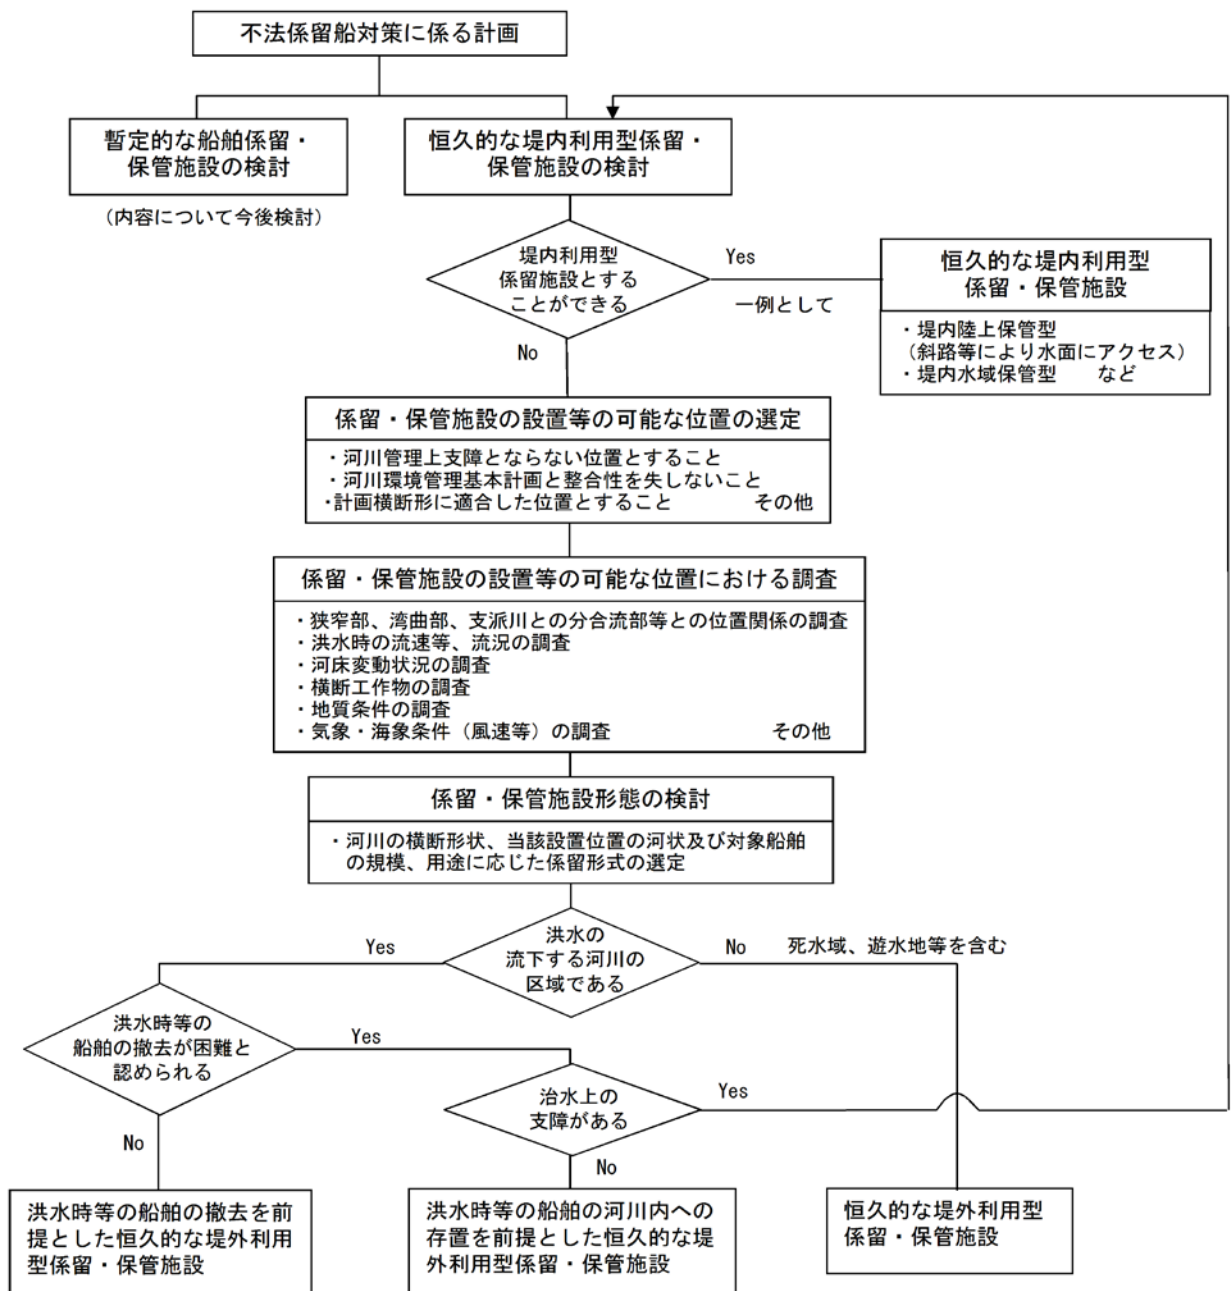 不法係留船対策に係る計画
暫定的な船舶係留・
保管施設の検討
(内容について今後検討)
恒久的な堤内利用型係留・
保管施設の検討
堤内利用型
係留施設とする
ことができる
Yes
一例として
恒久的な堤内利用型
係留・保管施設
・堤内陸上保管型
(斜路等により水面にアクセス)
・堤内水域保管型 など
No
係留・保管施設の設置等の可能な位置の選定
・河川管理上支障とならない位置とすること
・河川環境管理基本計画と整合性を失しないこと
・計画横断形に適合した位置とすること その他
係留・保管施設の設置等の可能な位置における調査
・狭窄部、湾曲部、支派川との分合流部等との位置関係の調査
・洪水時の流速等、流況の調査
・河床変動状況の調査
・横断工作物の調査
・地質条件の調査
・気象・海象条件(風速等)の調査 その他
係留・保管施設形態の検討
・河川の横断形状、当該設置位置の河状及び対象船舶
の規模、用途に応じた係留形式の選定
洪水の
流下する河川の
区域である
Yes
No
死水域、遊水地等を含む
洪水時等の
船舶の撤去が困難と
認められる
Yes
治水上の
支障がある
Yes
No
No
洪水時等の船舶の撤去を前
提とした恒久的な堤外利用
型係留・保管施設
洪水時等の船舶の河川内への
存置を前提とした恒久的な堤
外利用型係留・保管施設
恒久的な堤外利用型
係留・保管施設